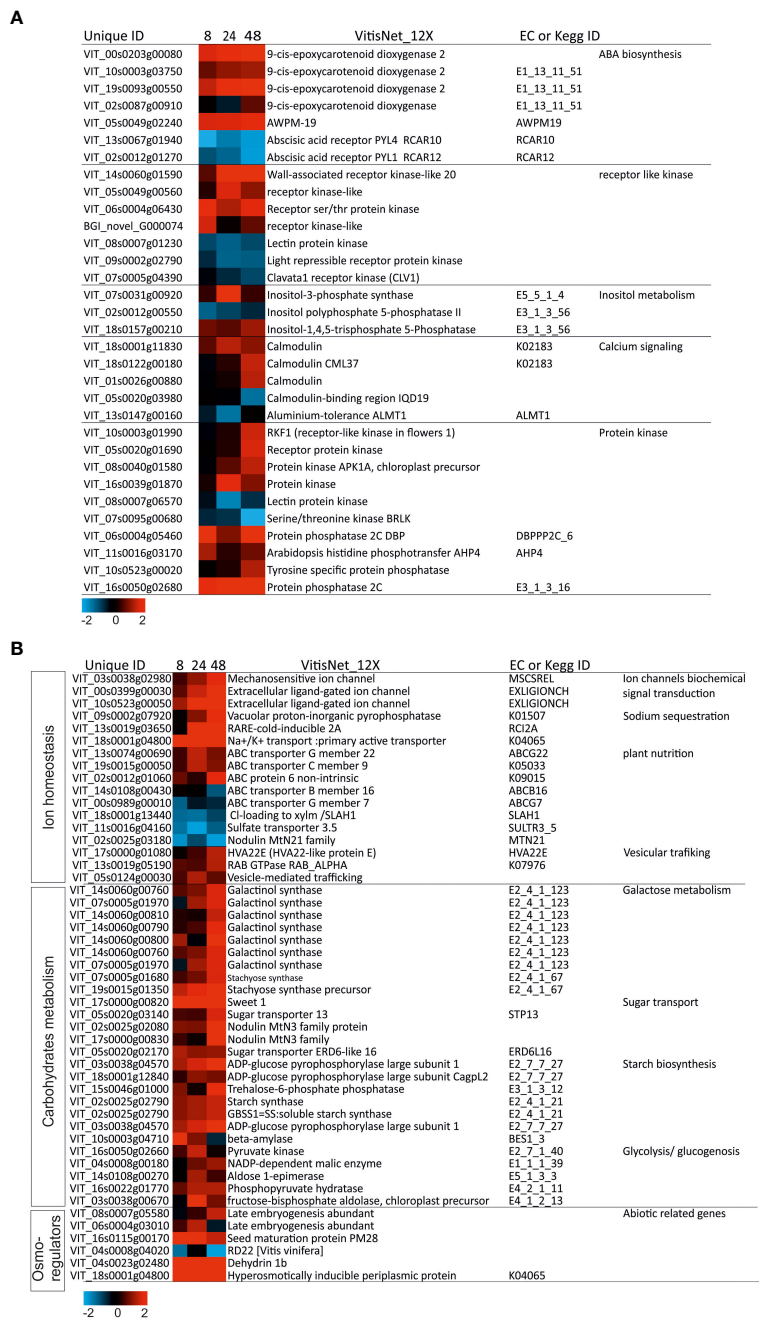 A
Unique ID 8 24 48 VitisNet_12X EC or Kegg ID
VIT_00s0203g00080 9-cis-epoxycarotenoid dioxygenase 2 ABA biosynthesis
VIT_10s0003g03750 9-cis-epoxycarotenoid dioxygenase 2 E1_13_11_51
VIT_19s0093g00550 9-cis-epoxycarotenoid dioxygenase 2 E1_13_11_51
VIT_02s0087g00910 9-cis-epoxycarotenoid dioxygenase E1_13_11_51
VIT_05s0049g02240 AWPM-19 AWPM19
VIT_13s0067g01940 Abscisic acid receptor PYL4 RCAR10 RCAR10
VIT_02s0012g01270 Abscisic acid receptor PYL1 RCAR12 RCAR12
VIT_14s0060g01590 Wall-associated receptor kinase-like 20 receptor like kinase
VIT_05s0049g00560 receptor kinase-like
VIT_06s0004g06430 Receptor ser/thr protein kinase
BGI_novel_G000074 receptor kinase-like
VIT_08s0007g01230 Lectin protein kinase
VIT_09s0002g02790 Light repressible receptor protein kinase
VIT_07s0005g04390 Clavata1 receptor kinase (CLV1)
VIT_07s0031g00920 Inositol-3-phosphate synthase E5_5_1_4 Inositol metabolism
VIT_02s0012g00550 Inositol polyphosphate 5-phosphatase II E3_1_3_56
VIT_18s0157g00210 Inositol-1,4,5-trisphosphate 5-Phosphatase E3_1_3_56
VIT_18s0001g11830 Calmodulin K02183 Calcium signaling
VIT_18s0122g00180 Calmodulin CML37 K02183
VIT_01s0026g00880 Calmodulin
VIT_05s0020g03980 Calmodulin-binding region IQD19
VIT_13s0147g00160 Aluminium-tolerance ALMT1 ALMT1
VIT_10s0003g01990 RKF1 (receptor-like kinase in flowers 1) Protein kinase
VIT_05s0020g01690 Receptor protein kinase
VIT_08s0040g01580 Protein kinase APK1A, chloroplast precursor
VIT_16s0039g01870 Protein kinase
VIT_08s0007g06570 Lectin protein kinase
VIT_07s0095g00680 Serine/threonine kinase BRLK
VIT_06s0004g05460 Protein phosphatase 2C DBP DBPPP2C_6
VIT_11s0016g03170 Arabidopsis histidine phosphotransfer AHP4 AHP4
VIT_10s0523g00020 Tyrosine specific protein phosphatase
VIT_16s0050g02680 Protein phosphatase 2C E3_1_3_16
-2 0 2
B
Unique ID 8 24 48 VitisNet_12X EC or Kegg ID
Ion homeostasis
VIT_03s0038g02980 Mechanosensitive ion channel MSCSREL Ion channels biochemical
VIT_00s0399g00030 Extracellular ligand-gated ion channel EXLIGIONCH signal transduction
VIT_10s0523g00050 Extracellular ligand-gated ion channel EXLIGIONCH
VIT_09s0002g07920 Vacuolar proton-inorganic pyrophosphatase K01507 Sodium sequestration
VIT_13s0019g03650 RARE-cold-inducible 2A RCI2A
VIT_18s0001g04800 Na+/K+ transport :primary active transporter K04065
VIT_13s0074g00690 ABC transporter G member 22 ABCG22 plant nutrition
VIT_19s0015g00050 ABC transporter C member 9 K05033
VIT_02s0012g01060 ABC protein 6 non-intrinsic K09015
VIT_14s0108g00430 ABC transporter B member 16 ABCB16
VIT_00s0989g00010 ABC transporter G member 7 ABCG7
VIT_18s0001g13440 Cl-loading to xylm /SLAH1 SLAH1
VIT_11s0016g04160 Sulfate transporter 3.5 SULTR3_5
VIT_02s0025g03180 Nodulin MtN21 family MTN21
VIT_17s0000g01080 HVA22E (HVA22-like protein E) HVA22E Vesicular trafiking
VIT_13s0019g05190 RAB GTPase RAB_ALPHA K07976
VIT_05s0124g00030 Vesicle-mediated trafficking
Carbohydrates metabolism
VIT_14s0060g00760 Galactinol synthase E2_4_1_123 Galactose metabolism
VIT_07s0005g01970 Galactinol synthase E2_4_1_123
VIT_14s0060g00810 Galactinol synthase E2_4_1_123
VIT_14s0060g00790 Galactinol synthase E2_4_1_123
VIT_14s0060g00800 Galactinol synthase E2_4_1_123
VIT_14s0060g00760 Galactinol synthase E2_4_1_123
VIT_07s0005g01970 Galactinol synthase E2_4_1_123
VIT_07s0005g01680 Stachyose synthase E2_4_1_67
VIT_19s0015g01350 Stachyose synthase precursor E2_4_1_67
VIT_17s0000g00820 Sweet 1 Sugar transport
VIT_05s0020g03140 Sugar transporter 13 STP13
VIT_02s0025g02080 Nodulin MtN3 family protein
VIT_17s0000g00830 Nodulin MtN3 family
VIT_05s0020g02170 Sugar transporter ERD6-like 16 ERD6L16
VIT_03s0038g04570 ADP-glucose pyrophosphorylase large subunit 1 E2_7_7_27 Starch biosynthesis
VIT_18s0001g12840 ADP-glucose pyrophosphorylase large subunit CagpL2 E2_7_7_27
VIT_15s0046g01000 Trehalose-6-phosphate phosphatase E3_1_3_12
VIT_02s0025g02790 Starch synthase E2_4_1_21
VIT_02s0025g02790 GBSS1=SS:soluble starch synthase E2_4_1_21
VIT_03s0038g04570 ADP-glucose pyrophosphorylase large subunit 1 E2_7_7_27
VIT_10s0003g04710 beta-amylase BES1_3
VIT_16s0050g02660 Pyruvate kinase E2_7_1_40 Glycolysis/ glucogenosis
VIT_04s0008g00180 NADP-dependent malic enzyme E1_1_1_39
VIT_14s0108g00270 Aldose 1-epimerase E5_1_3_3
VIT_16s0022g01770 Phosphopyruvate hydratase E4_2_1_11
VIT_03s0038g00670 fructose-bisphosphate aldolase, chloroplast precursor E4_1_2_13
Osmo-
regulators
VIT_08s0007g05580 Late embryogenesis abundant Abiotic related genes
VIT_06s0004g03010 Late embryogenesis abundant
VIT_16s0115g00170 Seed maturation protein PM28
VIT_04s0008g04020 RD22 [Vitis vinifera]
VIT_04s0023g02480 Dehydrin 1b
VIT_18s0001g04800 Hyperosmotically inducible periplasmic protein K04065
-2 0 2